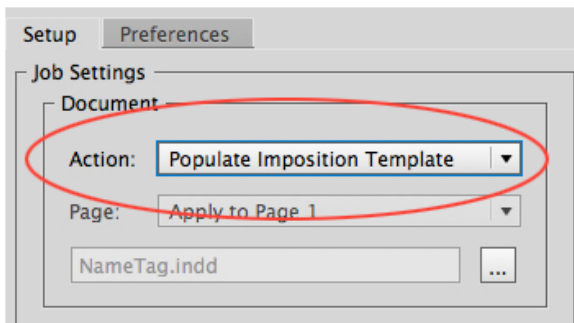 Setup Preferences
Job Settings
Document
Action: Populate Imposition Template
Page: Apply to Page 1
NameTag.indd
...